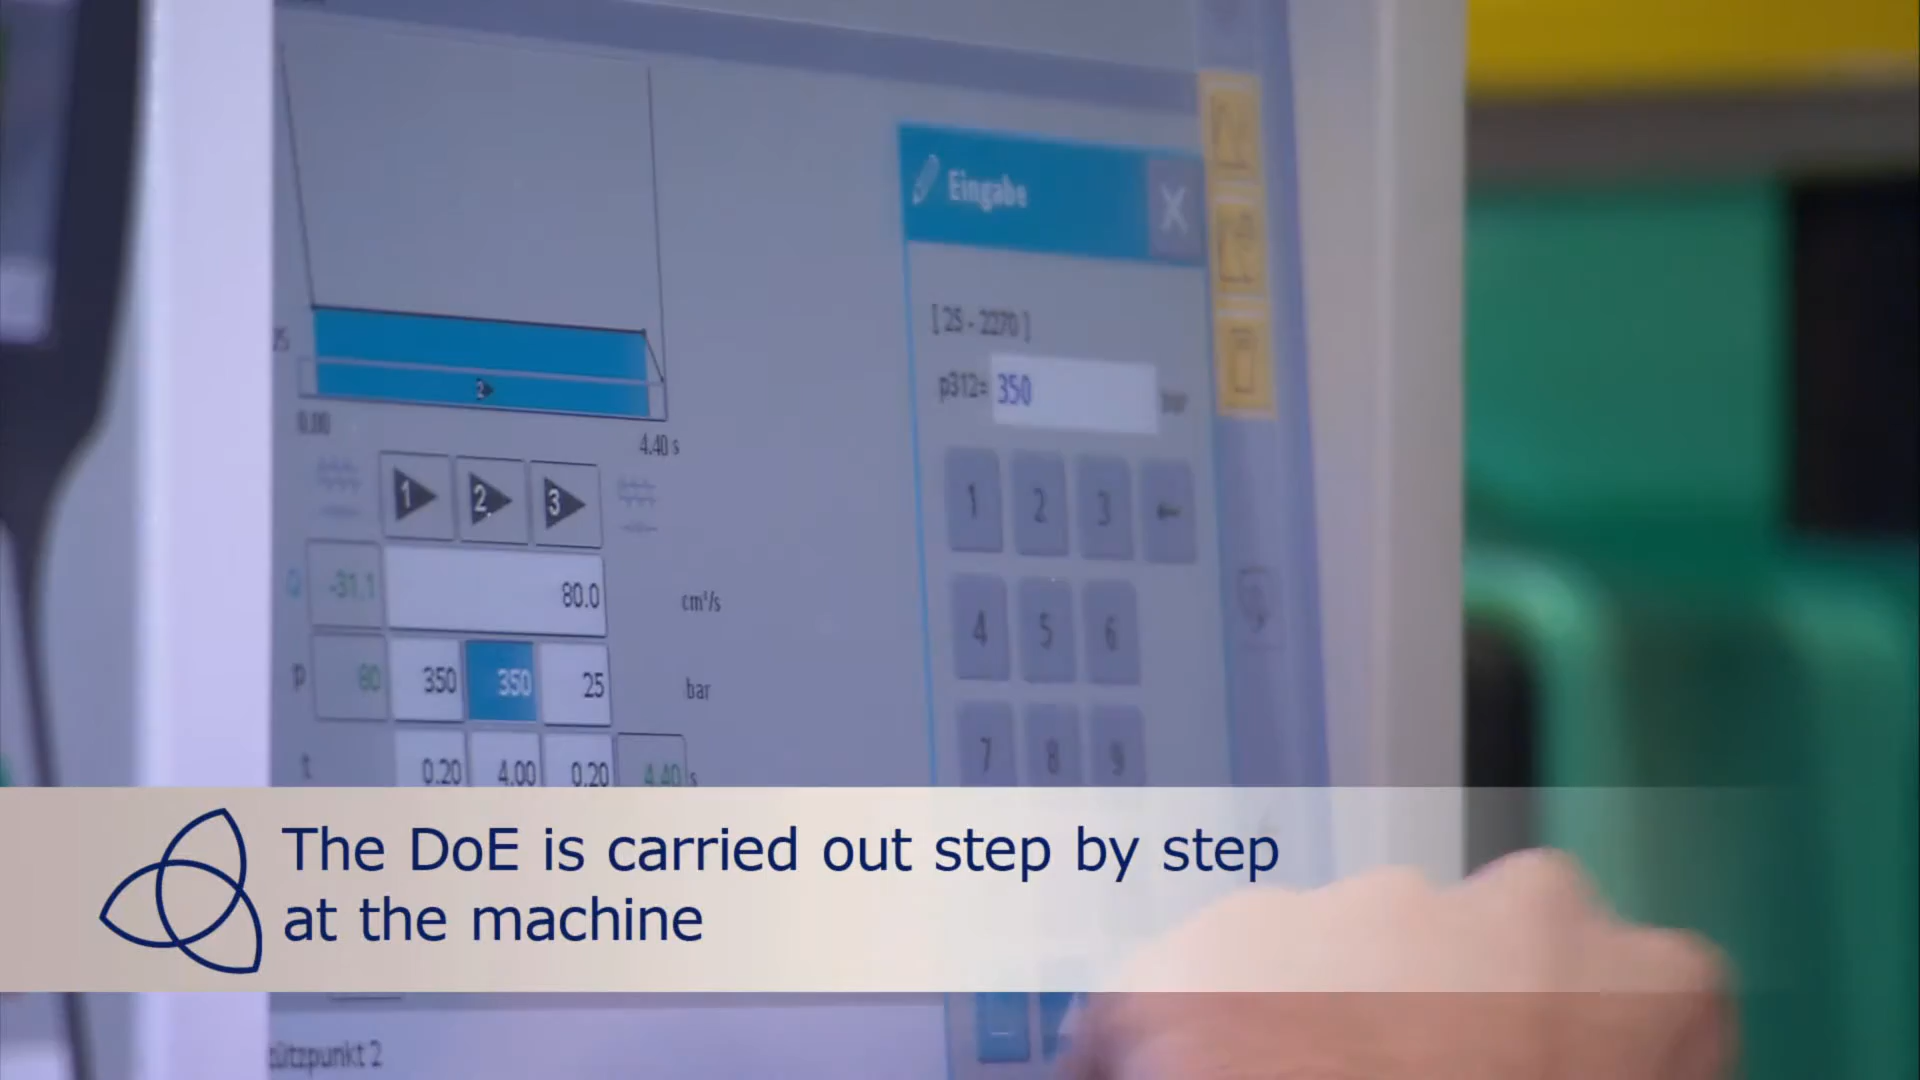 Eingabe
[ 25 - 2270 ]
p312= 350
0.00
4.40 s
1 2 3
1 2 3 ←
-31.1 80.0 cm³/s
4 5 6
p 80 350 350 25 bar
7 8 9
t 0.20 4.00 0.20 4.40 s
The DoE is carried out step by step
at the machine